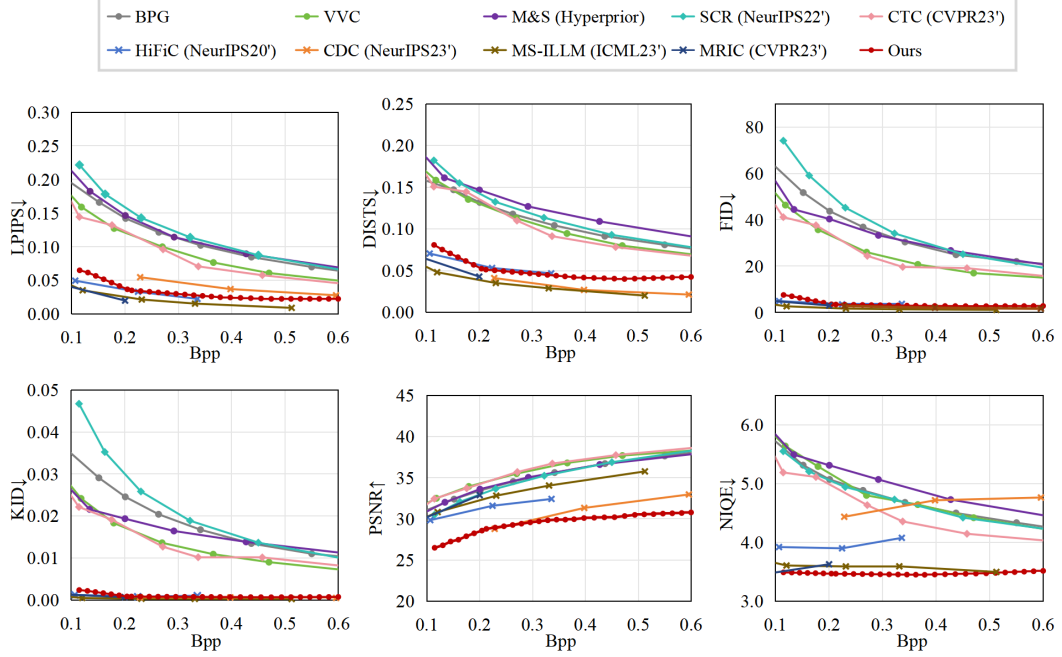 BPG VVC M&S (Hyperprior) SCR (NeurIPS22') CTC (CVPR23')
HiFiC (NeurIPS20') CDC (NeurIPS23') MS-ILLM (ICML23') MRIC (CVPR23') Ours
LPIPS↓
0.30
0.25
0.20
0.15
0.10
0.05
0.00
0.1 0.2 0.3 0.4 0.5 0.6
Bpp
DISTS↓
0.25
0.20
0.15
0.10
0.05
0.00
0.1 0.2 0.3 0.4 0.5 0.6
Bpp
FID↓
80
60
40
20
0
0.1 0.2 0.3 0.4 0.5 0.6
Bpp
KID↓
0.05
0.04
0.03
0.02
0.01
0.00
0.1 0.2 0.3 0.4 0.5 0.6
Bpp
PSNR↑
45
40
35
30
25
20
0.1 0.2 0.3 0.4 0.5 0.6
Bpp
NIQE↓
6.0
5.0
4.0
3.0
0.1 0.2 0.3 0.4 0.5 0.6
Bpp